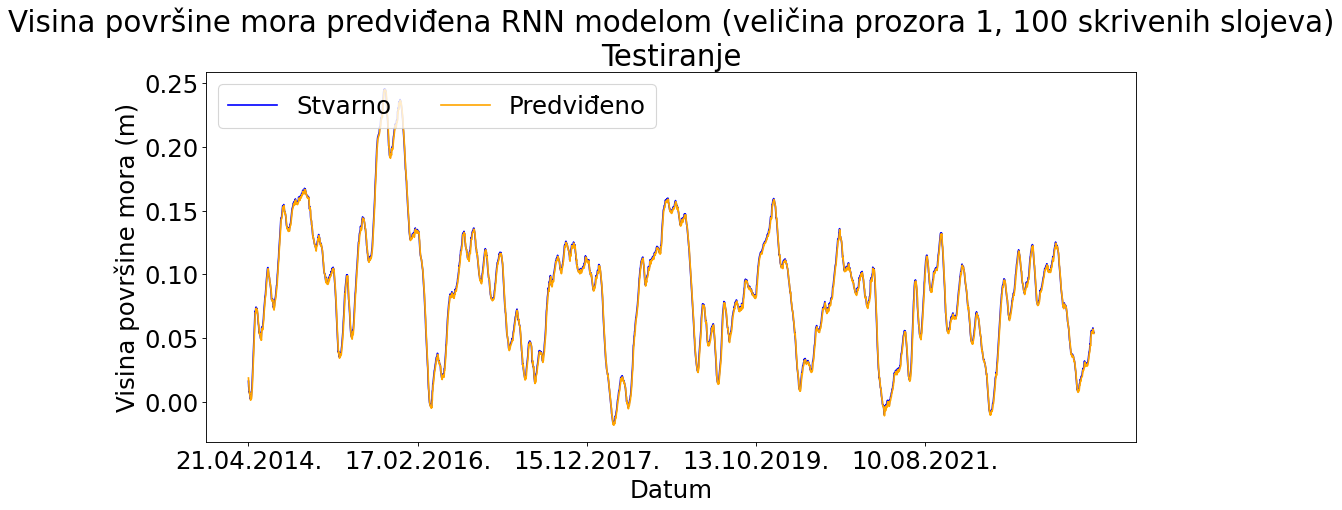 Visina površine mora predviđena RNN modelom (veličina prozora 1, 100 skrivenih slojeva)
Testiranje
Stvarno Predviđeno
Visina površine mora (m)
0.25
0.20
0.15
0.10
0.05
0.00
21.04.2014. 17.02.2016. 15.12.2017. 13.10.2019. 10.08.2021.
Datum